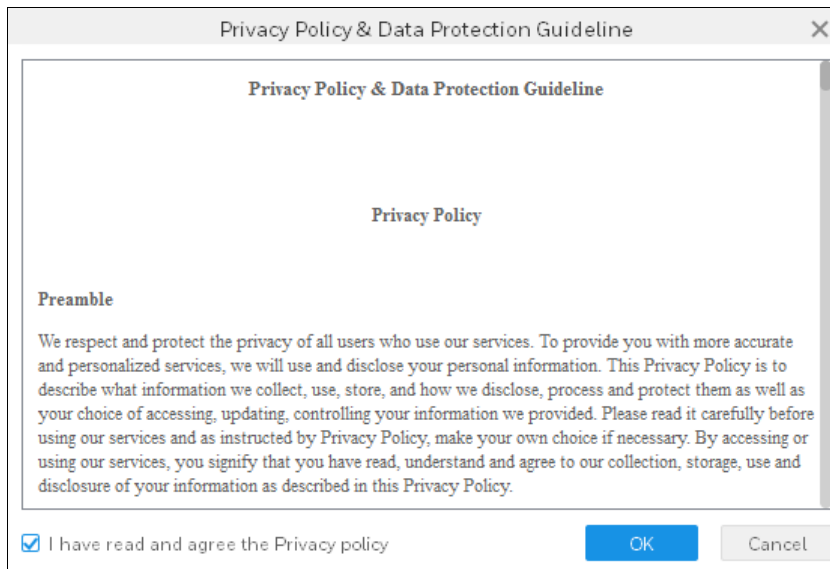 Privacy Policy & Data Protection Guideline
Privacy Policy & Data Protection Guideline
Privacy Policy
Preamble
We respect and protect the privacy of all users who use our services. To provide you with more accurate
and personalized services, we will use and disclose your personal information. This Privacy Policy is to
describe what information we collect, use, store, and how we disclose, process and protect them as well as
your choice of accessing, updating, controlling your information we provided. Please read it carefully before
using our services and as instructed by Privacy Policy, make your own choice if necessary. By accessing or
using our services, you signify that you have read, understand and agree to our collection, storage, use and
disclosure of your information as described in this Privacy Policy.
I have read and agree the Privacy policy
OK
Cancel